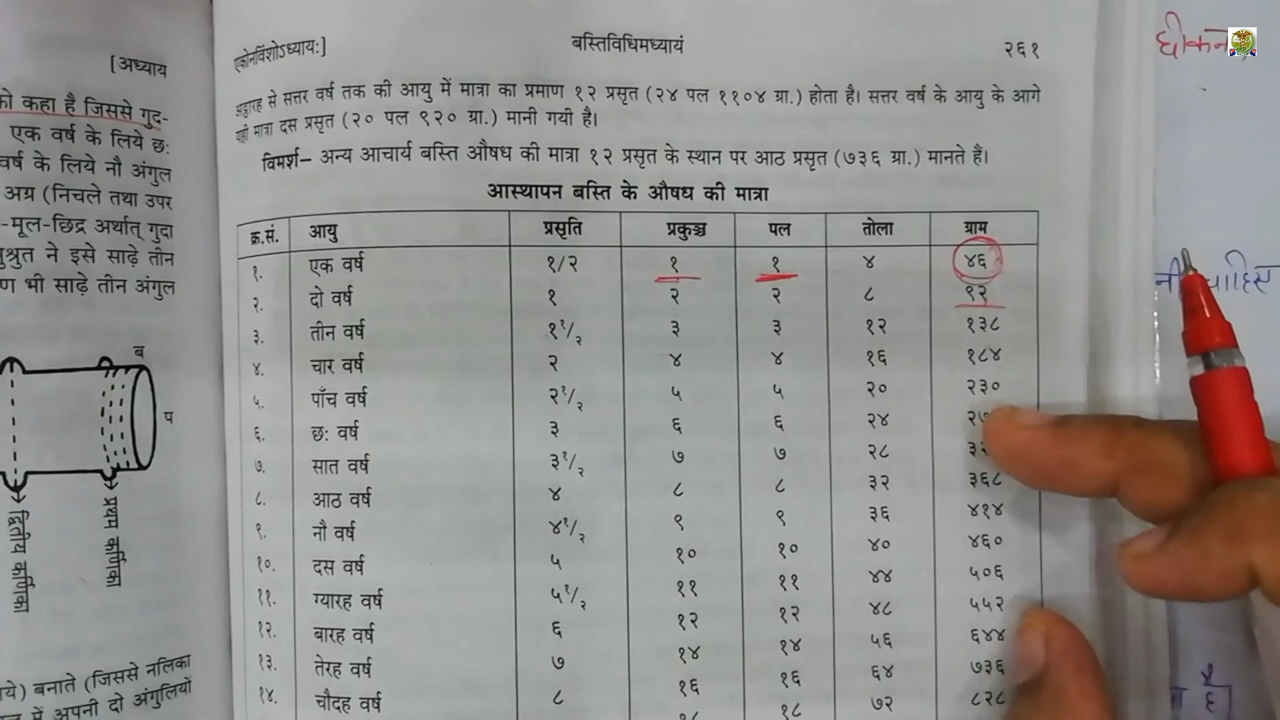 [अध्याय
को कहा है जिससे गुद-
एक वर्ष के लिये छः
वर्ष के लिये नौ अंगुल
अग्र (निचले तथा उपर
-मूल-छिद्र अर्थात् गुदा
सुश्रुत ने इसे साढ़े तीन
ण भी साढ़े तीन अंगुल
ब
प
प्रथम कर्णिका
द्वितीय कर्णिका
ये) बनाते (जिससे नलिका
में अपनी दो अंगुलियों
एकोनविंशोऽध्यायः] बस्तिविधिमध्यायं २६१
अट्ठारह से सत्तर वर्ष तक की आयु में मात्रा का प्रमाण १२ प्रसृत (२४ पल ११०४ ग्रा.) होता है। सत्तर वर्ष के आयु के आगे
यही मात्रा दस प्रसृत (२० पल ९२० ग्रा.) मानी गयी है।
विमर्श– अन्य आचार्य बस्ति औषध की मात्रा १२ प्रसृत के स्थान पर आठ प्रसृत (७३६ ग्रा.) मानते हैं।
आस्थापन बस्ति के औषध की मात्रा
क्र.सं. आयु प्रसृति प्रकुञ्च पल तोला ग्राम
१. एक वर्ष १/२ १ १ ४ ४६
२. दो वर्ष १ २ २ ८ ९२
३. तीन वर्ष ११/२ ३ ३ १२ १३८
४. चार वर्ष २ ४ ४ १६ १८४
५. पाँच वर्ष २१/२ ५ ५ २० २३०
६. छः वर्ष ३ ६ ६ २४
७. सात वर्ष ३१/२ ७ ७ २८
८. आठ वर्ष ४ ८ ८ ३२ ३६८
९. नौ वर्ष ४१/२ ९ ९ ३६ ४१४
१०. दस वर्ष ५ १० १० ४० ४६०
११. ग्यारह वर्ष ५१/२ ११ ११ ४४ ५०६
१२. बारह वर्ष ६ १२ १२ ४८ ५५२
१३. तेरह वर्ष ७ १४ १४ ५६ ६४४
१४. चौदह वर्ष ८ १६ १६ ६४ ७३६
१८ ७२ ८२८
है